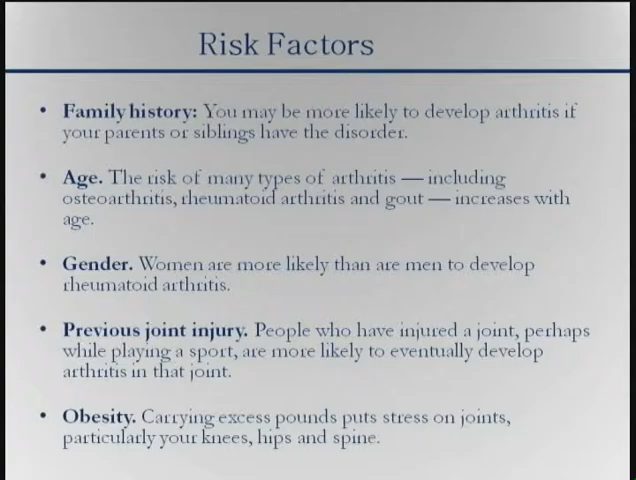 Risk Factors
• Family history: You may be more likely to develop arthritis if
your parents or siblings have the disorder.
• Age. The risk of many types of arthritis — including
osteoarthritis, rheumatoid arthritis and gout — increases with
age.
• Gender. Women are more likely than are men to develop
rheumatoid arthritis.
• Previous joint injury. People who have injured a joint, perhaps
while playing a sport, are more likely to eventually develop
arthritis in that joint.
• Obesity. Carrying excess pounds puts stress on joints,
particularly your knees, hips and spine.